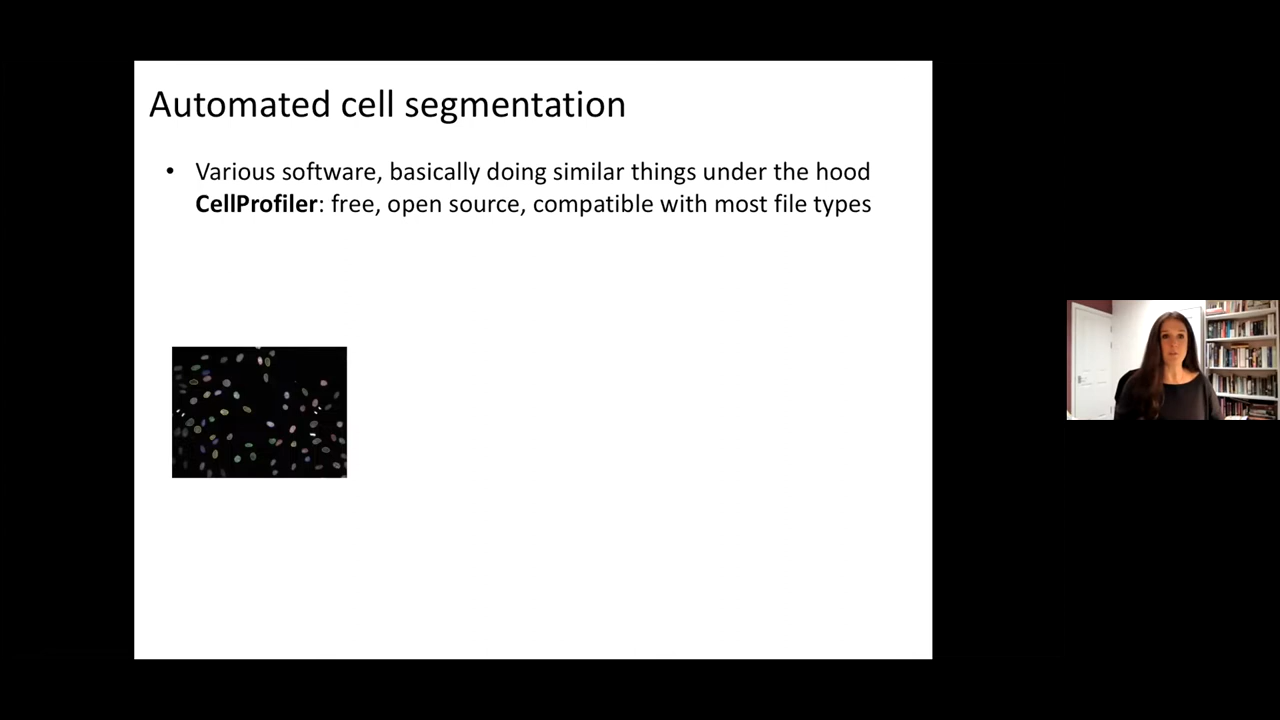 Automated cell segmentation
• Various software, basically doing similar things under the hood
CellProfiler: free, open source, compatible with most file types